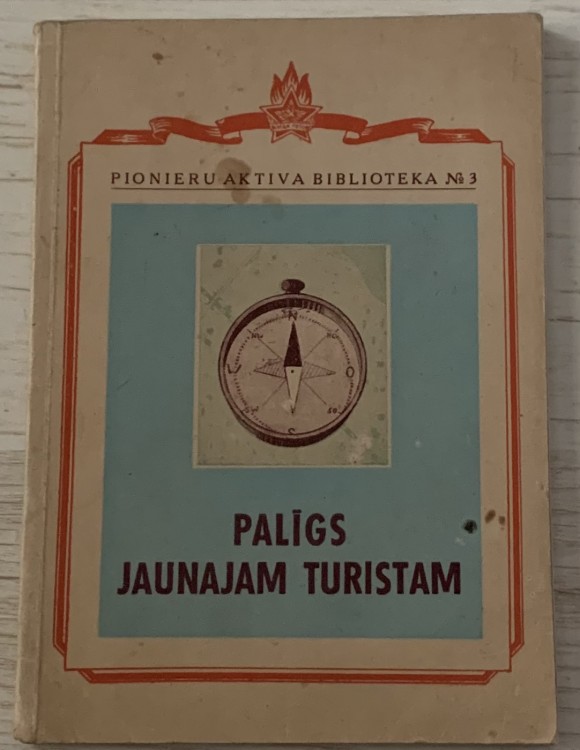 PIONIERU AKTIVA BIBLIOTEKA № 3
N
W O
S
PALĪGS
JAUNAJAM TURISTAM